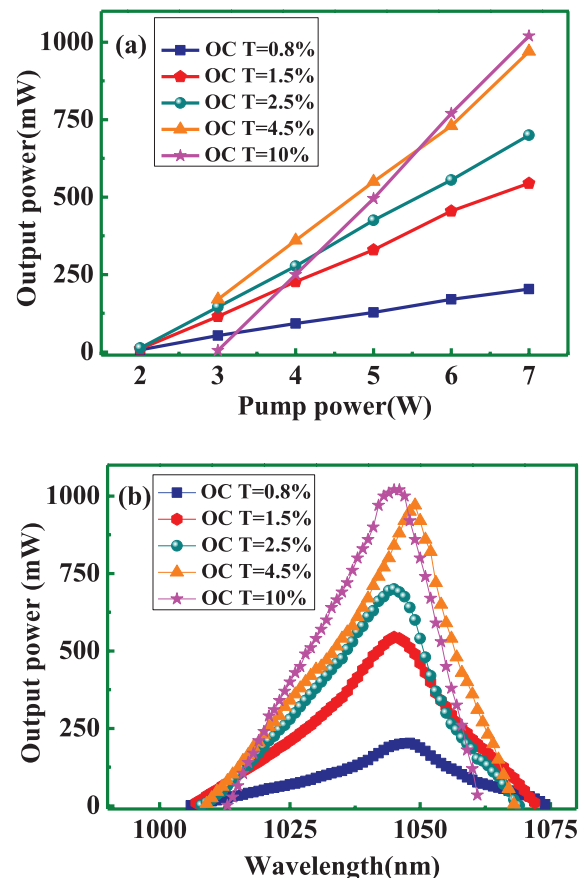 (a)
OC T=0.8%
OC T=1.5%
OC T=2.5%
OC T=4.5%
OC T=10%
Output power(mW)
1000
750
500
250
0
2 3 4 5 6 7
Pump power(W)
(b)
OC T=0.8%
OC T=1.5%
OC T=2.5%
OC T=4.5%
OC T=10%
Output power (mW)
1000
750
500
250
0
1000 1025 1050 1075
Wavelength(nm)